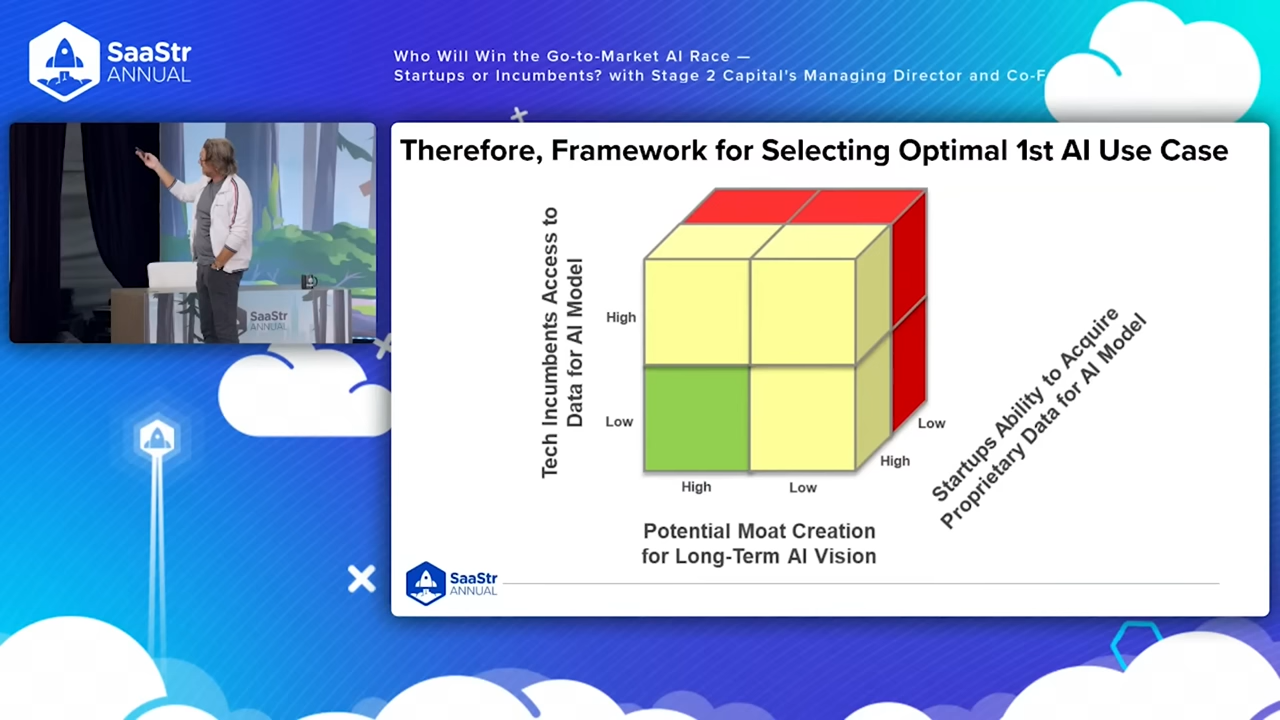 SaaStr
ANNUAL
Who Will Win the Go-to-Market AI Race —
Startups or Incumbents? with Stage 2 Capital's Managing Director and Co-F
Therefore, Framework for Selecting Optimal 1st AI Use Case
Tech Incumbents Access to
Data for AI Model
High
Low
High
Low
Low
High
Potential Moat Creation
for Long-Term AI Vision
Startups Ability to Acquire
Proprietary Data for AI Model
SaaStr
ANNUAL
SaaStr
ANNUAL